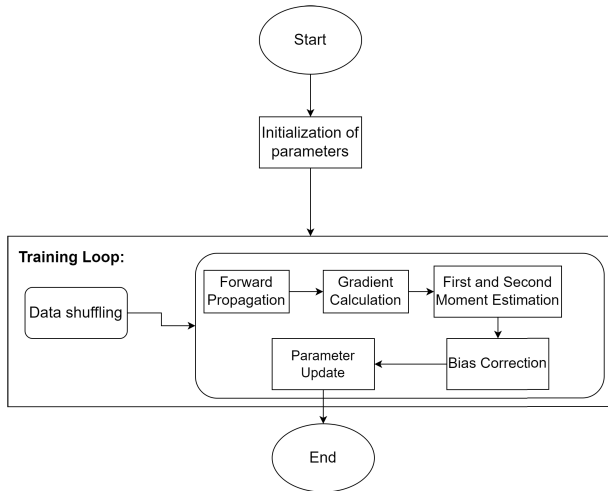 Start
Initialization of
parameters
Training Loop:
Data shuffling
Forward
Propagation
Gradient
Calculation
First and Second
Moment Estimation
Bias Correction
Parameter
Update
End